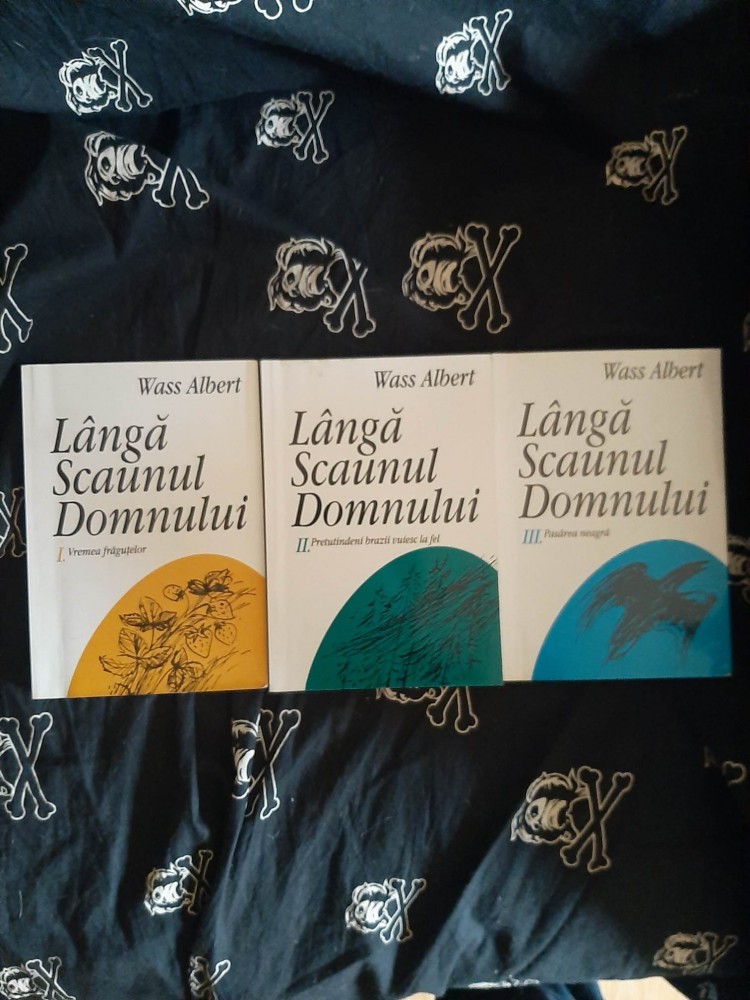 Wass Albert
Lângă
Scaunul
Domnului
I. Vremea frăguțelor
Wass Albert
Lângă
Scaunul
Domnului
II. Pretutindeni brazii vuiesc la fel
Wass Albert
Lângă
Scaunul
Domnului
III. Pasărea neagră